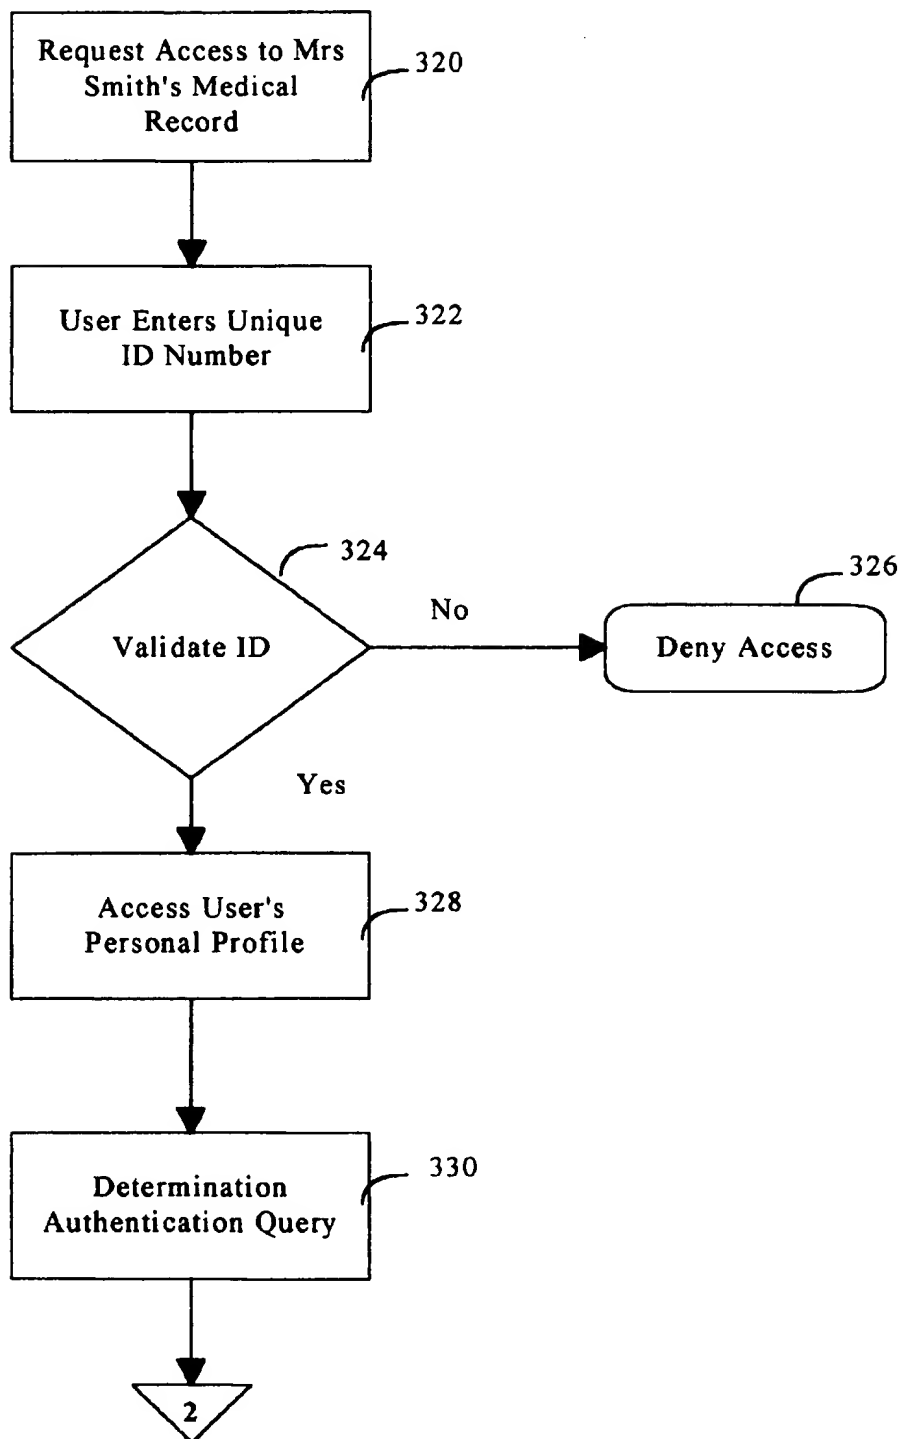 Request Access to Mrs
Smith's Medical
Record
320
User Enters Unique
ID Number
322
324
Validate ID
No
326
Deny Access
Yes
Access User's
Personal Profile
328
Determination
Authentication Query
330
2